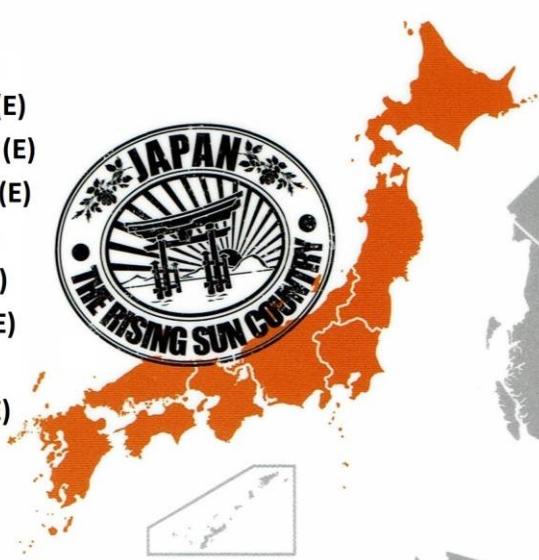 (E)
(E)
(E)
)
E)
)
JAPAN
THE RISING SUN COUNTRY